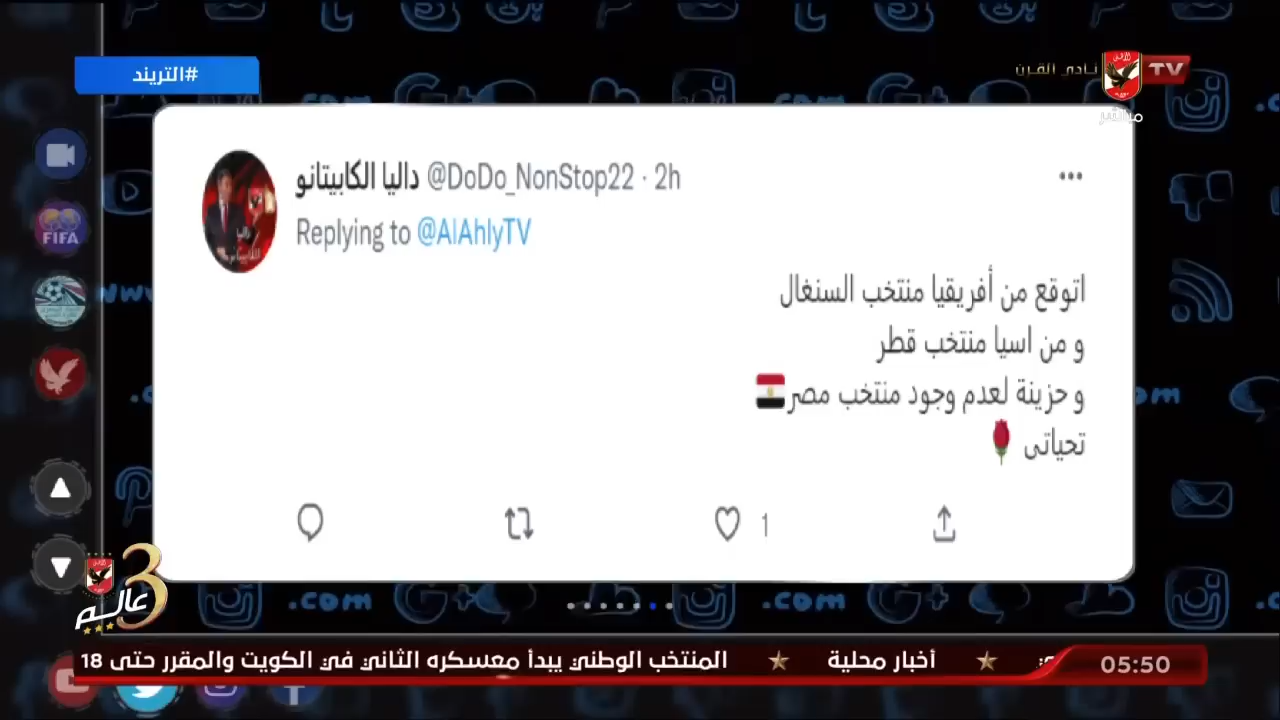 #التريند
نادي القرن
TV
مباشر
داليا الكابيتانو @DoDo_NonStop22 · 2h
Replying to @AlAhlyTV
اتوقع من أفريقيا منتخب السنغال
و من اسيا منتخب قطر
و حزينة لعدم وجود منتخب مصر🇪🇬
تحياتى 🌹
1
FIFA
3 عالم
أخبار محلية ★ المنتخب الوطني يبدأ معسكره الثاني في الكويت والمقرر حتى 18
05:50